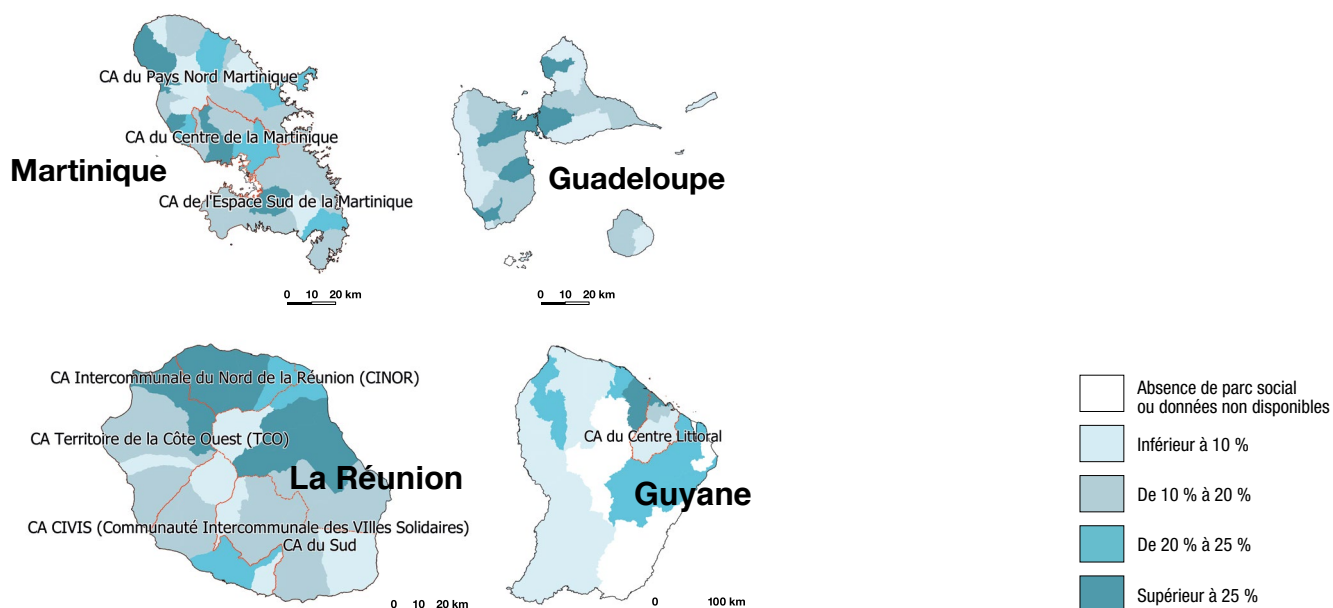 CA du Pays Nord Martinique
CA du Centre de la Martinique
Martinique
CA de l'Espace Sud de la Martinique
0 10 20 km
Guadeloupe
0 10 20 km
CA Intercommunale du Nord de la Réunion (CINOR)
CA Territoire de la Côte Ouest (TCO)
La Réunion
CA CIVIS (Communauté Intercommunale des VIlles Solidaires)
CA du Sud
0 10 20 km
CA du Centre Littoral
Guyane
0 100 km
Absence de parc social
ou données non disponibles
Inférieur à 10 %
De 10 % à 20 %
De 20 % à 25 %
Supérieur à 25 %